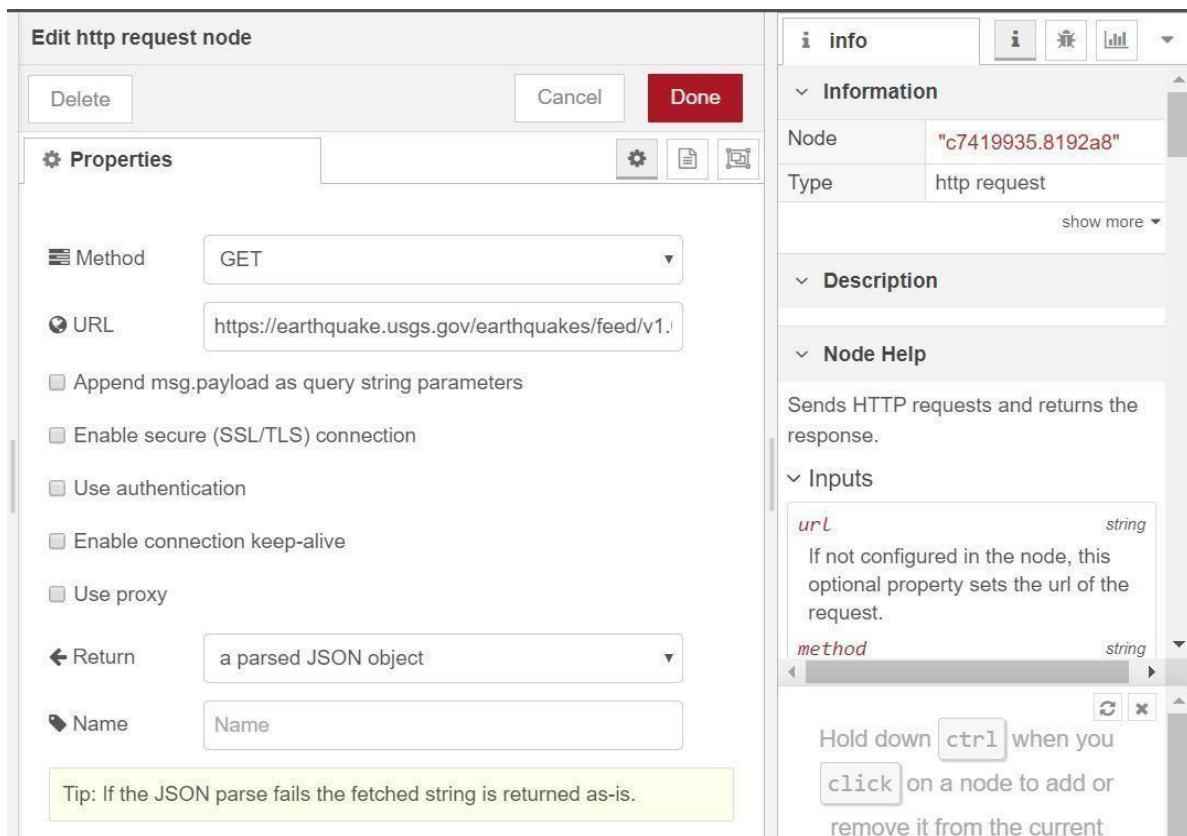 Edit http request node
Delete
Cancel
Done
Properties
Method
GET
URL
https://earthquake.usgs.gov/earthquakes/feed/v1.
Append msg.payload as query string parameters
Enable secure (SSL/TLS) connection
Use authentication
Enable connection keep-alive
Use proxy
Return
a parsed JSON object
Name
Name
Tip: If the JSON parse fails the fetched string is returned as-is.
info
Information
Node
"c7419935.8192a8"
Type
http request
show more
Description
Node Help
Sends HTTP requests and returns the
response.
Inputs
url string
If not configured in the node, this
optional property sets the url of the
request.
method string
Hold down ctrl when you
click on a node to add or
remove it from the current